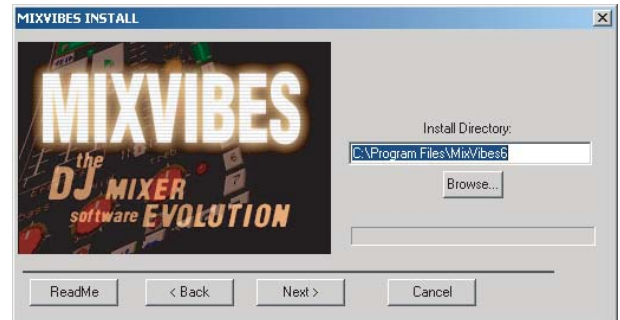 MIXVIBES INSTALL
MIXVIBES
the
DJ MIXER
software EVOLUTION
Install Directory:
C:\Program Files\MixVibes6
Browse...
ReadMe
< Back
Next >
Cancel